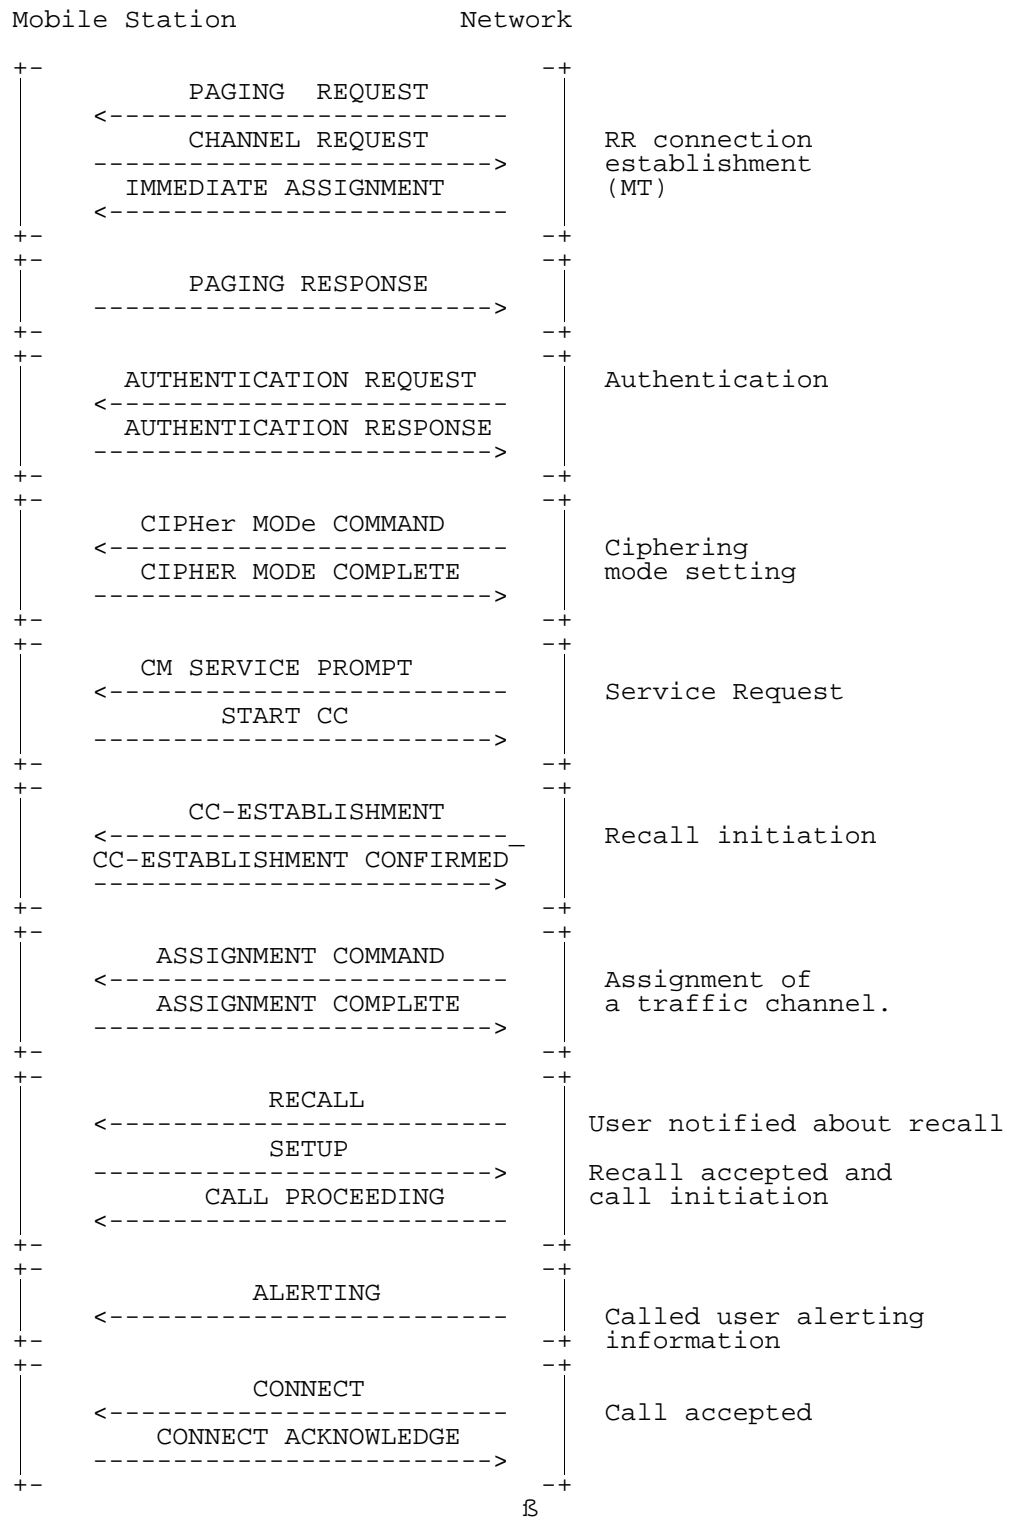 Mobile Station Network
+- -+
PAGING REQUEST
<-------------------------
CHANNEL REQUEST RR connection
-------------------------> establishment
IMMEDIATE ASSIGNMENT (MT)
<-------------------------
+- -+
+- -+
PAGING RESPONSE
------------------------->
+- -+
+- -+
AUTHENTICATION REQUEST Authentication
<-------------------------
AUTHENTICATION RESPONSE
------------------------->
+- -+
+- -+
CIPHer MODe COMMAND
<------------------------- Ciphering
CIPHER MODE COMPLETE mode setting
------------------------->
+- -+
+- -+
CM SERVICE PROMPT
<------------------------- Service Request
START CC
------------------------->
+- -+
+- -+
CC-ESTABLISHMENT
<-------------------------_ Recall initiation
CC-ESTABLISHMENT CONFIRMED
------------------------->
+- -+
+- -+
ASSIGNMENT COMMAND
<------------------------- Assignment of
ASSIGNMENT COMPLETE a traffic channel.
------------------------->
+- -+
+- -+
RECALL
<------------------------- User notified about recall
SETUP
-------------------------> Recall accepted and
CALL PROCEEDING call initiation
<-------------------------
+- -+
+- -+
ALERTING
<------------------------- Called user alerting
+- -+ information
+- -+
CONNECT
<------------------------- Call accepted
CONNECT ACKNOWLEDGE
------------------------->
+- -+
ß